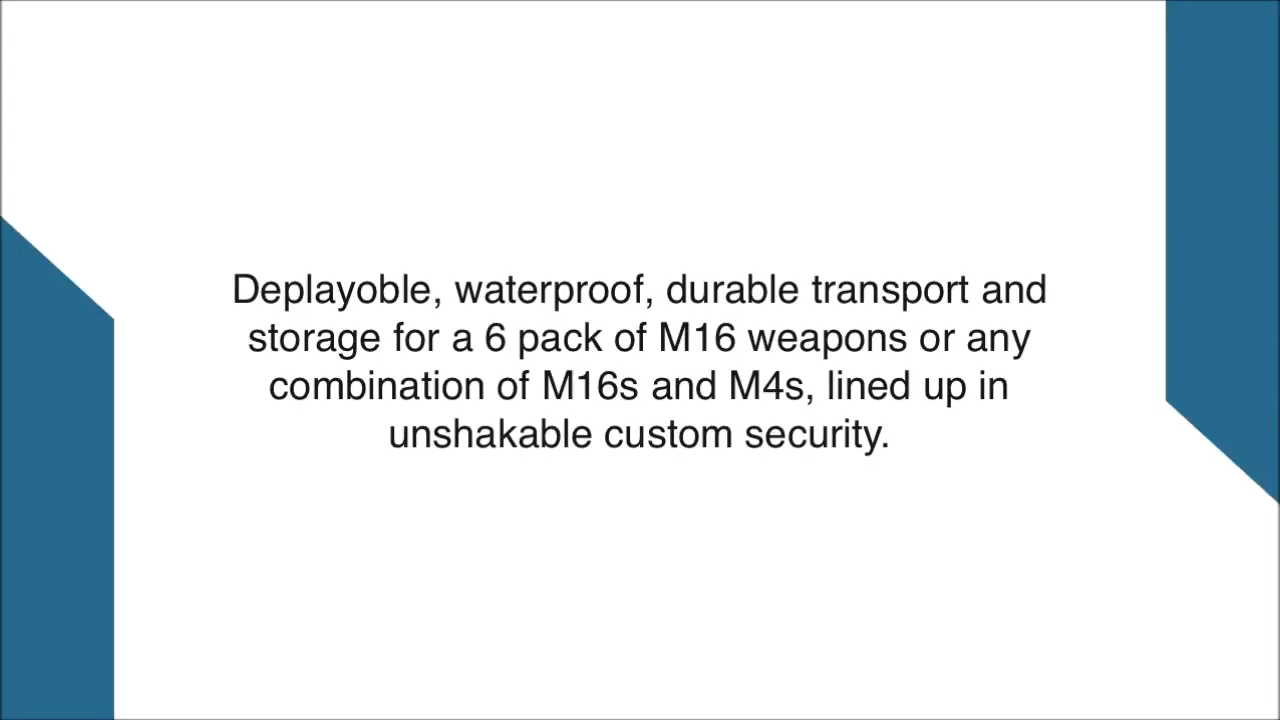 Deplayoble, waterproof, durable transport and
storage for a 6 pack of M16 weapons or any
combination of M16s and M4s, lined up in
unshakable custom security.